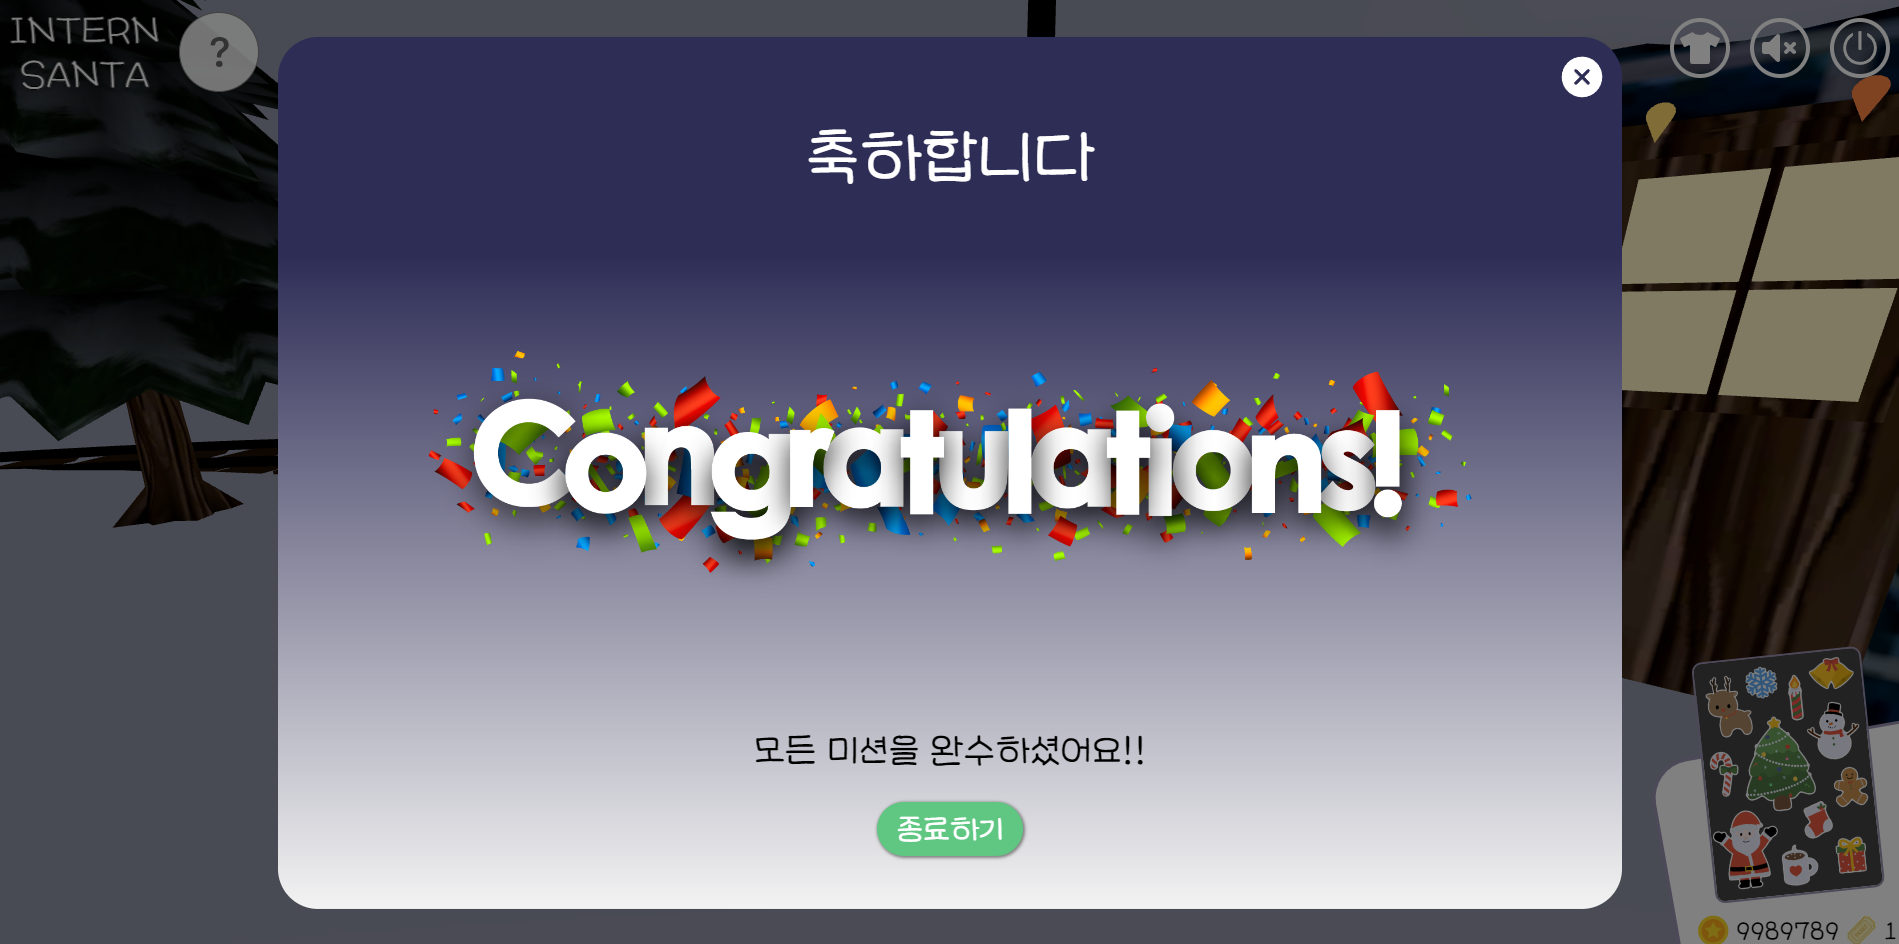 INTERN
SANTA
?
축하합니다
Congratulations!
모든 미션을 완수하셨어요!!
종료하기
9989789